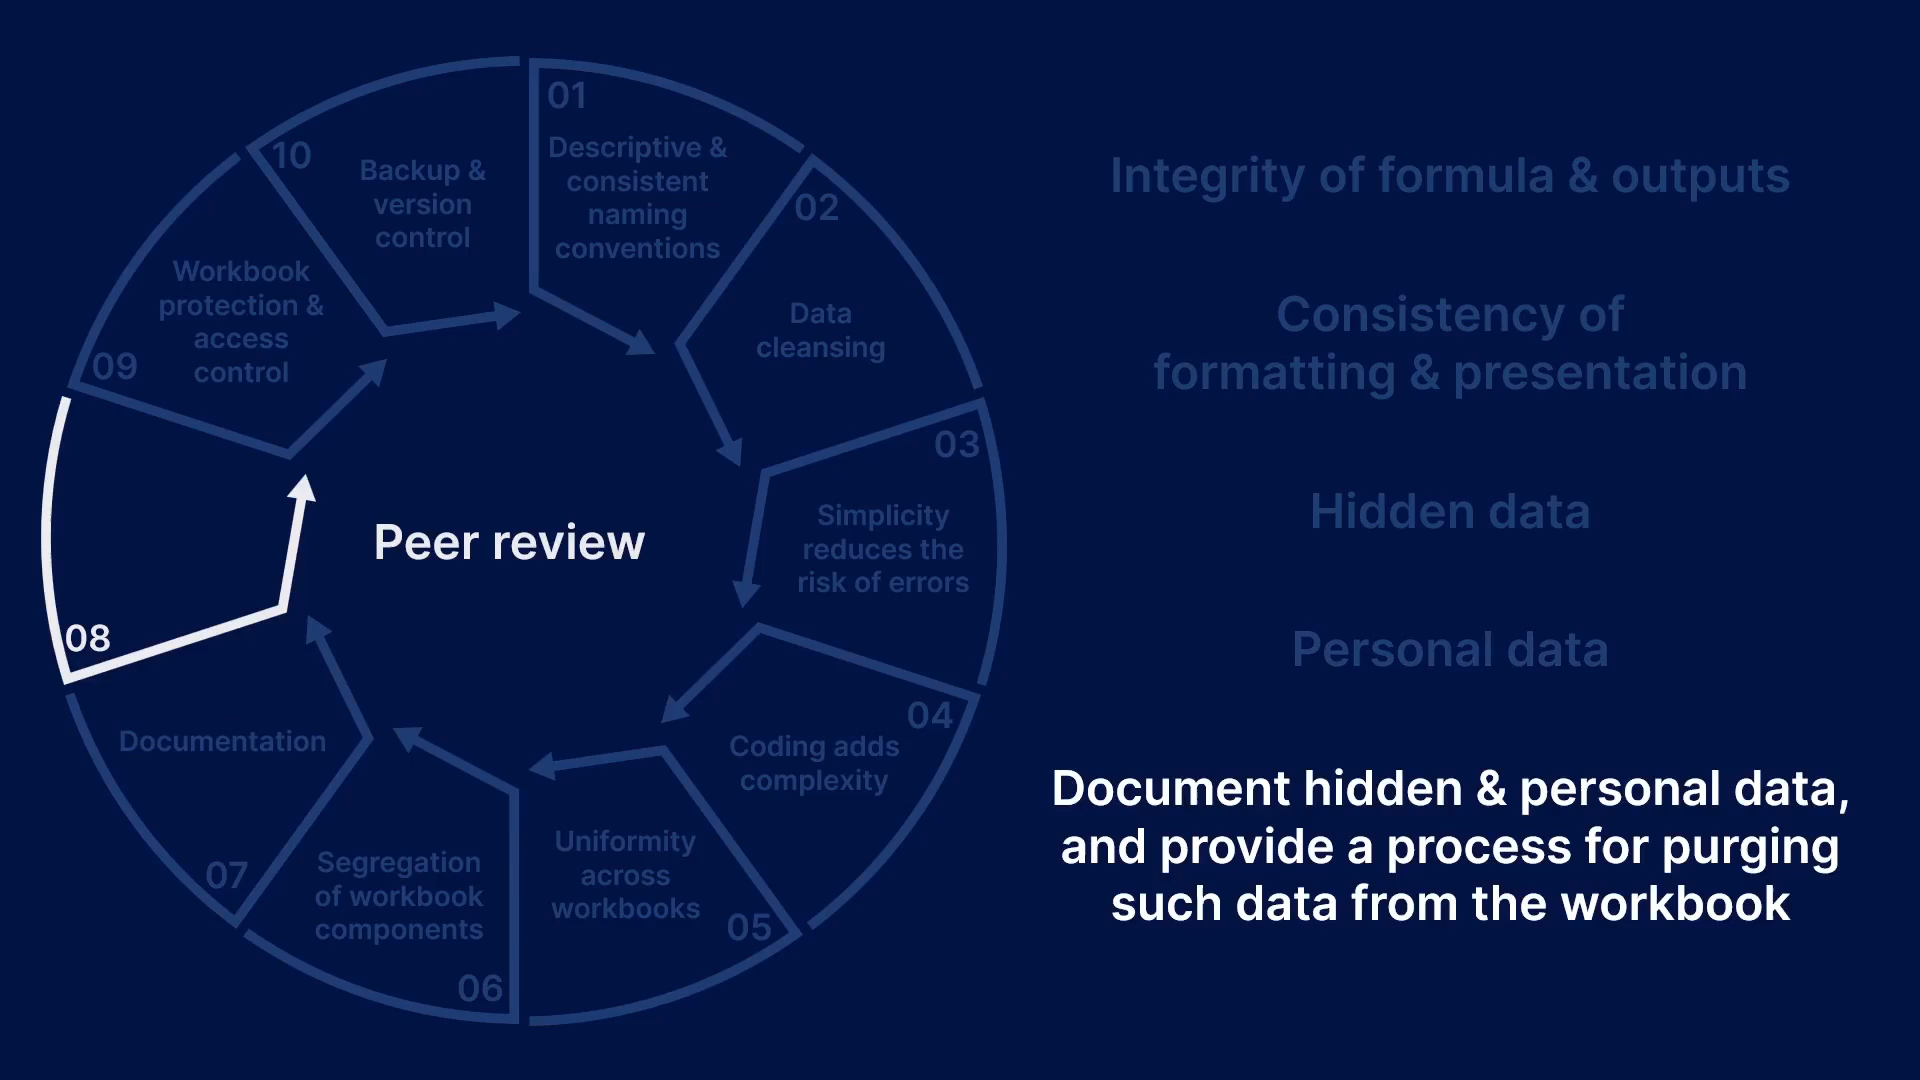 01
Descriptive &
consistent
naming
conventions
02
Data
cleansing
03
Simplicity
reduces the
risk of errors
04
Coding adds
complexity
05
Uniformity
across
workbooks
06
Segregation
of workbook
components
07
Documentation
08
Peer review
09
Workbook
protection &
access
control
10
Backup &
version
control
Integrity of formula & outputs
Consistency of
formatting & presentation
Hidden data
Personal data
Document hidden & personal data,
and provide a process for purging
such data from the workbook